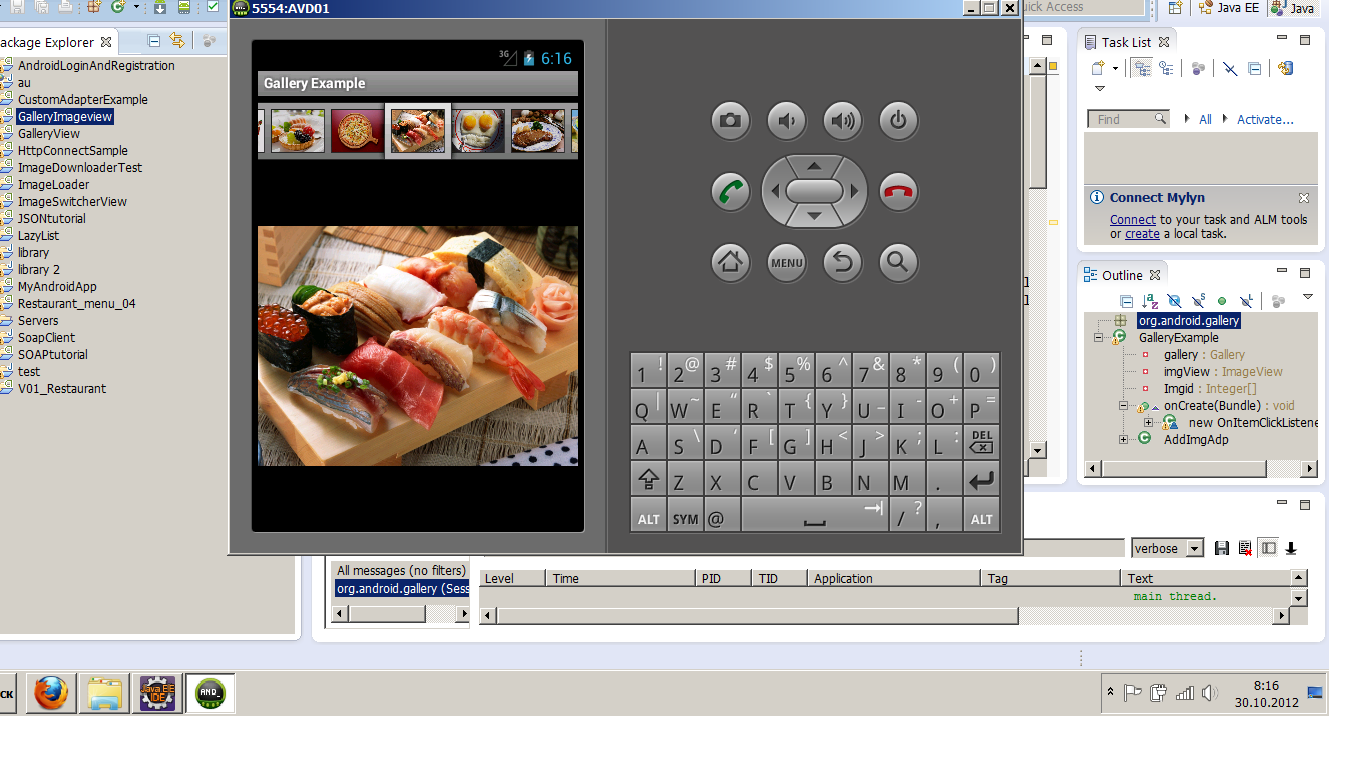 5554:AVD01
Quick Access
Java EE
Java
Package Explorer
AndroidLoginAndRegistration
au
CustomAdapterExample
GalleryImageview
GalleryView
HttpConnectSample
ImageDownloaderTest
ImageLoader
ImageSwitcherView
JSONtutorial
LazyList
library
library 2
MyAndroidApp
Restaurant_menu_04
Servers
SoapClient
SOAPtutorial
test
V01_Restaurant
3G
6:16
Gallery Example
MENU
1 ! 2 @ 3 # 4 $ 5 % 6 ^ 7 & 8 * 9 ( 0 )
Q | W ~ E “ R ` T { Y } U _ I - O + P =
A S \ D ‘ F [ G ] H < J > K ; L : DEL
Z X C V B N M .
ALT SYM @ / ? , ALT
Task List
Find
All
Activate...
Connect Mylyn
Connect to your task and ALM tools
or create a local task.
Outline
org.android.gallery
GalleryExample
gallery : Gallery
imgView : ImageView
Imgid : Integer[]
onCreate(Bundle) : void
new OnItemClickListene
AddImgAdp
verbose
All messages (no filters)
org.android.gallery (Sess
Level Time PID TID Application Tag Text
main thread.
Java EE
IDE
AND_
8:16
30.10.2012